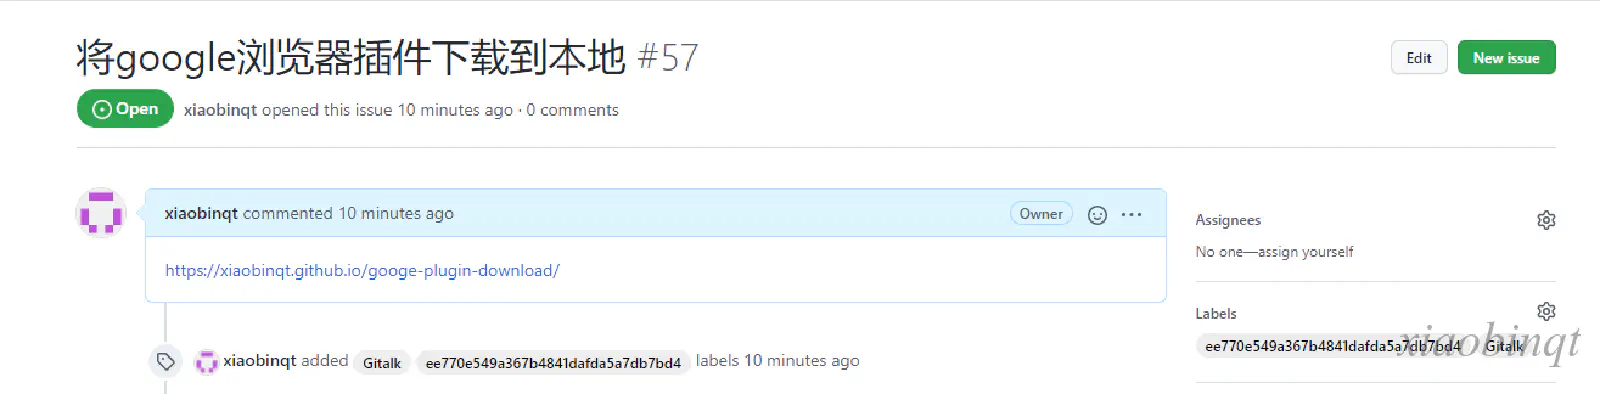 将google浏览器插件下载到本地 #57
Edit
New issue
Open
xiaobinqt opened this issue 10 minutes ago · 0 comments
xiaobinqt commented 10 minutes ago
Owner
https://xiaobinqt.github.io/googe-plugin-download/
xiaobinqt added Gitalk ee770e549a367b4841dafda5a7db7bd4 labels 10 minutes ago
Assignees
No one—assign yourself
Labels
ee770e549a367b4841dafda5a7db7bd4 Gitalk
xiaobinqt